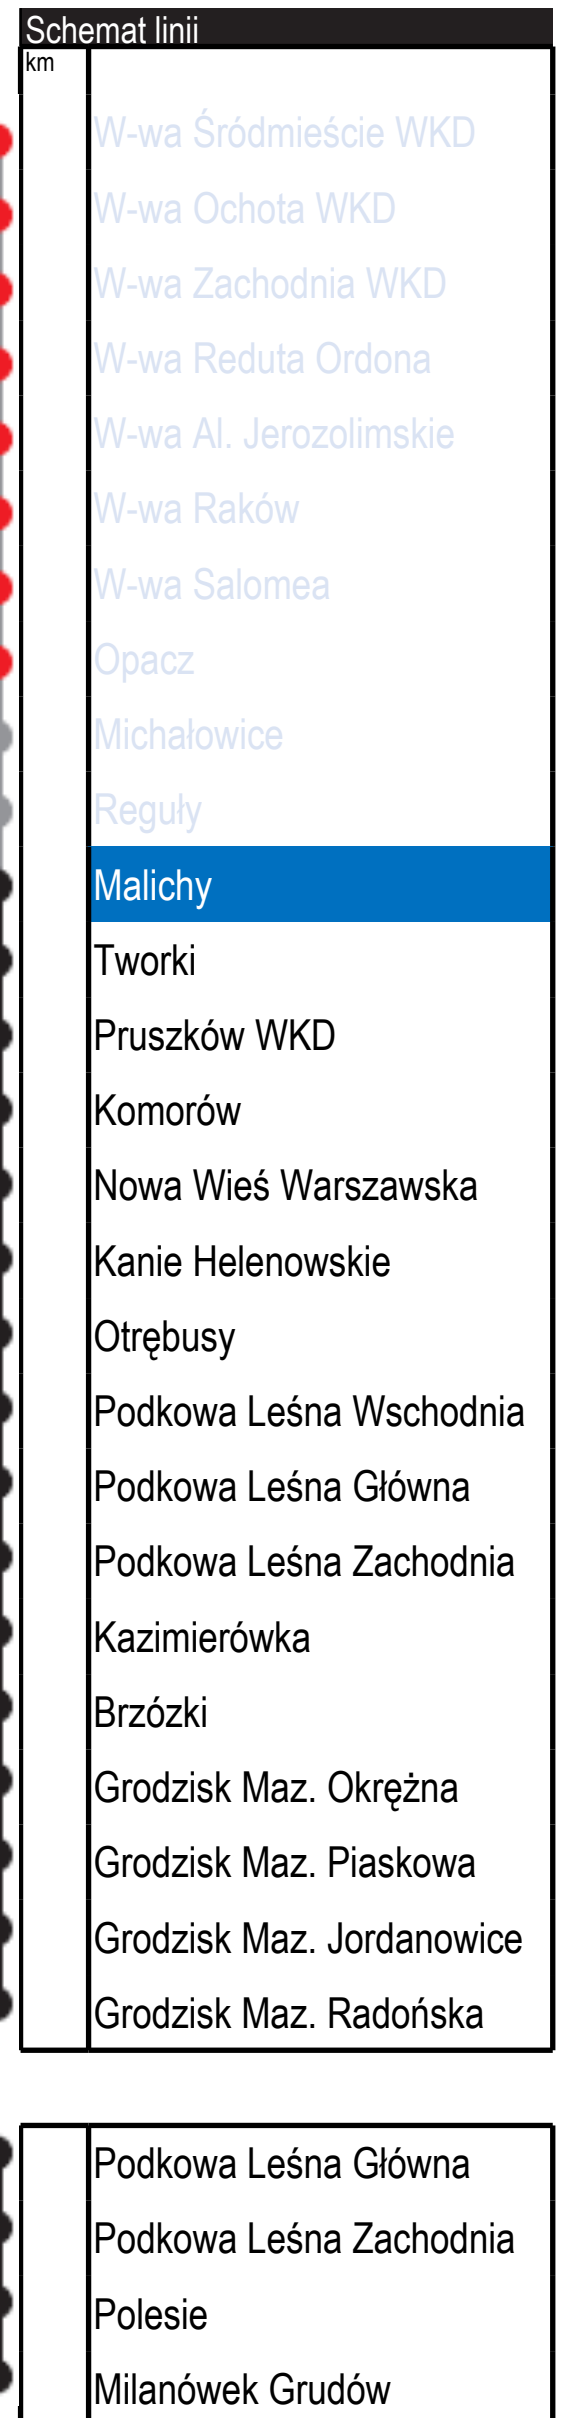 Schemat linii
km
W-wa Śródmieście WKD
W-wa Ochota WKD
W-wa Zachodnia WKD
W-wa Reduta Ordona
W-wa Al. Jerozolimskie
W-wa Raków
W-wa Salomea
Opacz
Michałowice
Reguły
Malichy
Tworki
Pruszków WKD
Komorów
Nowa Wieś Warszawska
Kanie Helenowskie
Otrębusy
Podkowa Leśna Wschodnia
Podkowa Leśna Główna
Podkowa Leśna Zachodnia
Kazimierówka
Brzózki
Grodzisk Maz. Okrężna
Grodzisk Maz. Piaskowa
Grodzisk Maz. Jordanowice
Grodzisk Maz. Radońska
Podkowa Leśna Główna
Podkowa Leśna Zachodnia
Polesie
Milanówek Grudów